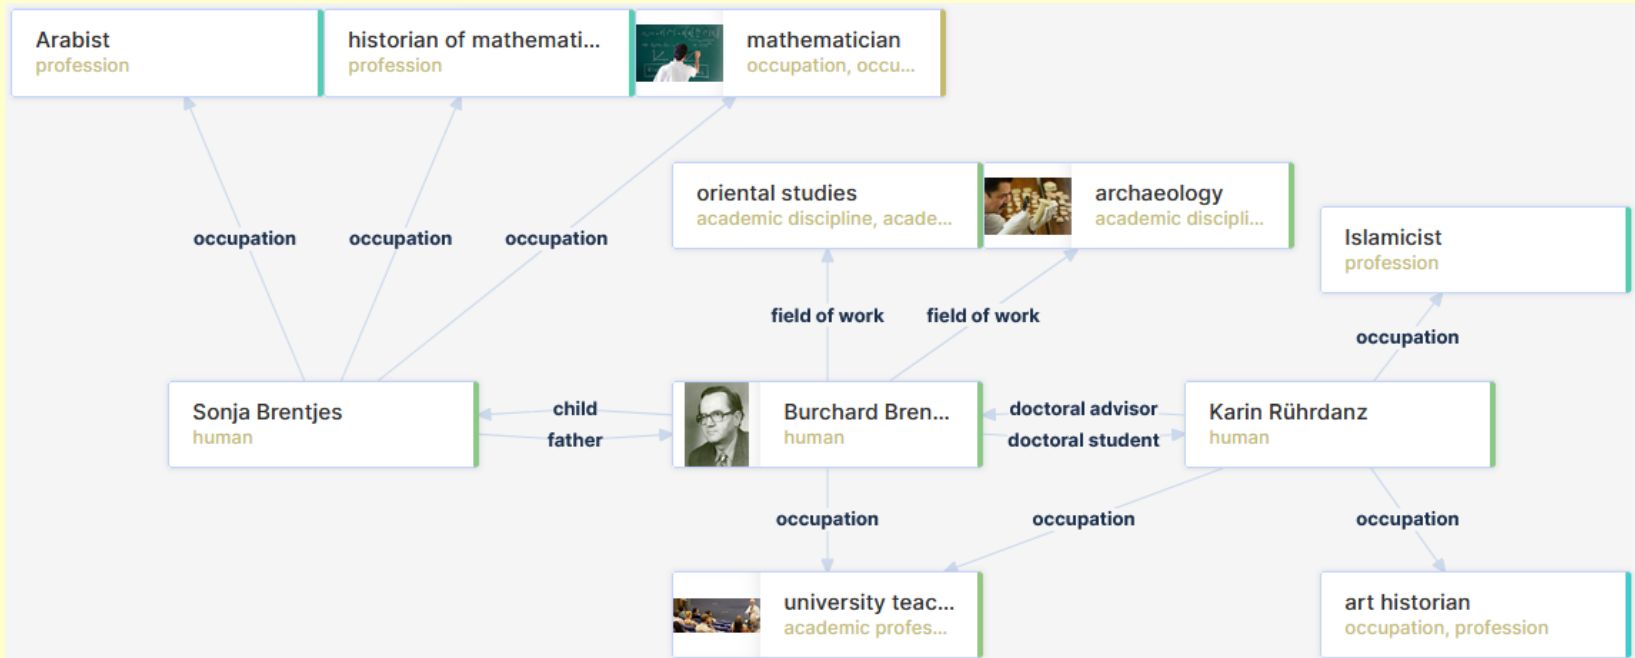 Arabist
profession
historian of mathemati...
profession
mathematician
occupation, occu...
oriental studies
academic discipline, acade...
archaeology
academic discipli...
Islamicist
profession
occupation
occupation
occupation
field of work
field of work
occupation
Sonja Brentjes
human
child
father
Burchard Bren...
human
doctoral advisor
doctoral student
Karin Rührdanz
human
occupation
occupation
occupation
university teac...
academic profes...
art historian
occupation, profession